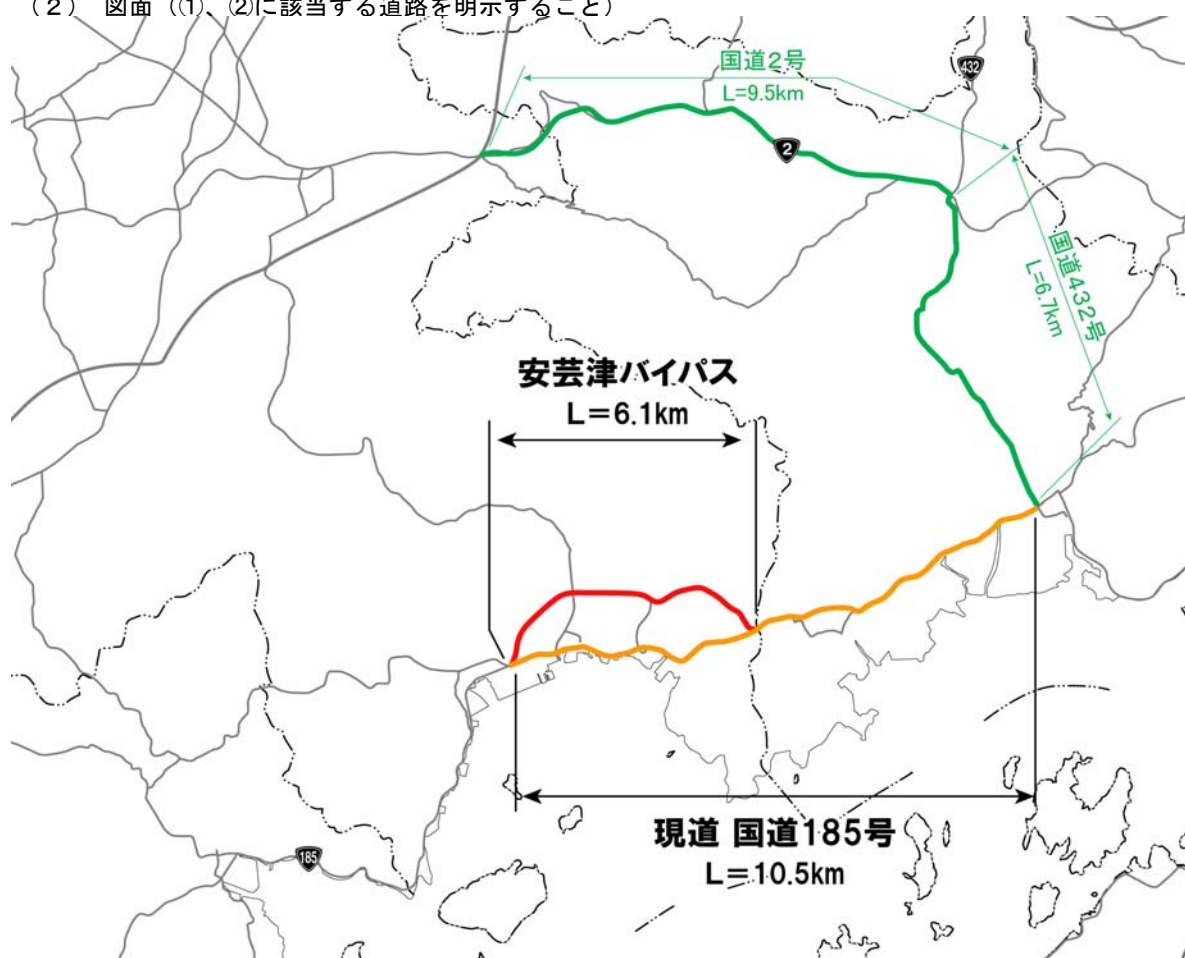 （2） 図面（⑴、⑵に該当する道路を明示すること）
国道2号
L=9.5km
432
2
国道432号
L=6.7km
安芸津バイパス
L=6.1km
現道 国道185号
L=10.5km
185